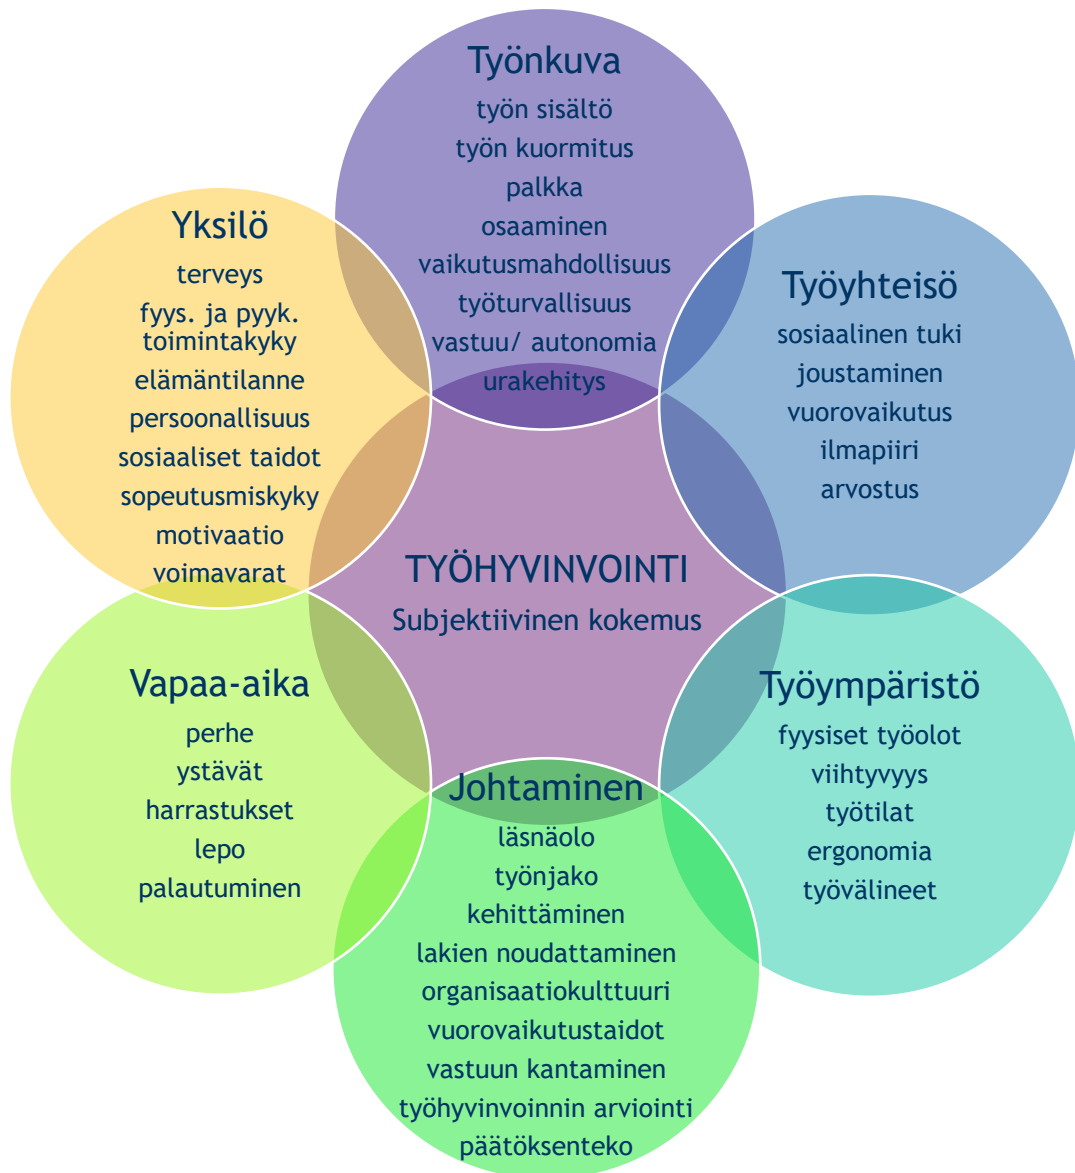 Työnkuva
työn sisältö
työn kuormitus
palkka
osaaminen
vaikutusmahdollisuus
työturvallisuus
vastuu/ autonomia
urakehitys
Yksilö
terveys
fyys. ja pyyk.
toimintakyky
elämäntilanne
persoonallisuus
sosiaaliset taidot
sopeutusmiskyky
motivaatio
voimavarat
Työyhteisö
sosiaalinen tuki
joustaminen
vuorovaikutus
ilmapiiri
arvostus
TYÖHYVINVOINTI
Subjektiivinen kokemus
Vapaa-aika
perhe
ystävät
harrastukset
lepo
palautuminen
Työympäristö
fyysiset työolot
viihtyvyys
työtilat
ergonomia
työvälineet
Johtaminen
läsnäolo
työnjako
kehittäminen
lakien noudattaminen
organisaatiokulttuuri
vuorovaikutustaidot
vastuun kantaminen
työhyvinvoinnin arviointi
päätöksenteko